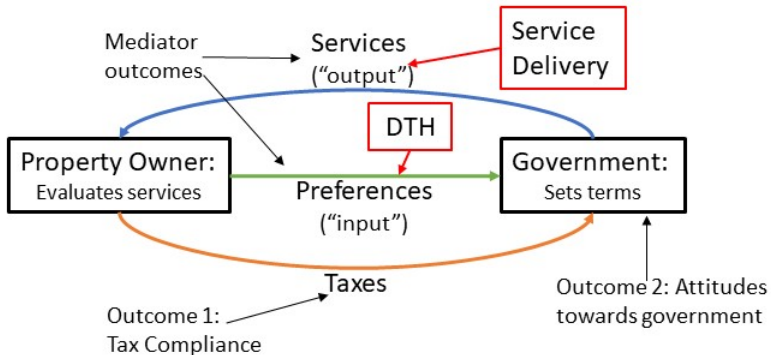 Mediator
outcomes
Services
(“output”)
Service
Delivery
DTH
Property Owner:
Evaluates services
Government:
Sets terms
Preferences
(“input”)
Taxes
Outcome 1:
Tax Compliance
Outcome 2: Attitudes
towards government